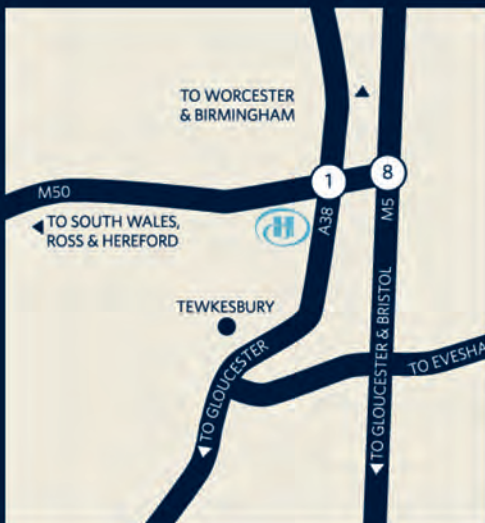 TO WORCESTER
& BIRMINGHAM
1
8
M50
A38
M5
TO SOUTH WALES,
ROSS & HEREFORD
H
TEWKESBURY
TO GLOUCESTER
TO GLOUCESTER & BRISTOL
TO EVESHA